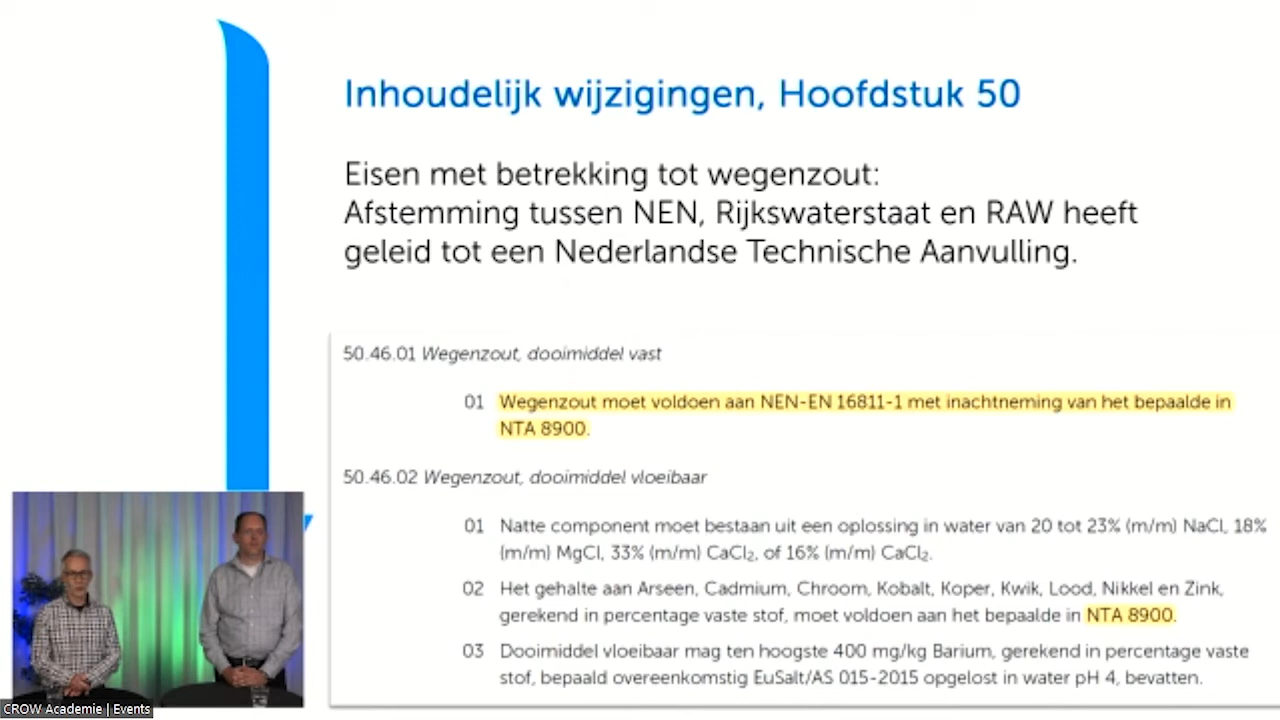 Inhoudelijk wijzigingen, Hoofdstuk 50
Eisen met betrekking tot wegenzout:
Afstemming tussen NEN, Rijkswaterstaat en RAW heeft
geleid tot een Nederlandse Technische Aanvulling.
50.46.01 Wegenzout, dooimiddel vast
01 Wegenzout moet voldoen aan NEN-EN 16811-1 met inachtneming van het bepaalde in
NTA 8900.
50.46.02 Wegenzout, dooimiddel vloeibaar
01 Natte component moet bestaan uit een oplossing in water van 20 tot 23% (m/m) NaCl, 18%
(m/m) MgCl, 33% (m/m) CaCl₂, of 16% (m/m) CaCl₂.
02 Het gehalte aan Arseen, Cadmium, Chroom, Kobalt, Koper, Kwik, Lood, Nikkel en Zink,
gerekend in percentage vaste stof, moet voldoen aan het bepaalde in NTA 8900.
03 Dooimiddel vloeibaar mag ten hoogste 400 mg/kg Barium, gerekend in percentage vaste
stof, bepaald overeenkomstig EuSalt/AS 015-2015 opgelost in water pH 4, bevatten.
CROW Academie | Events